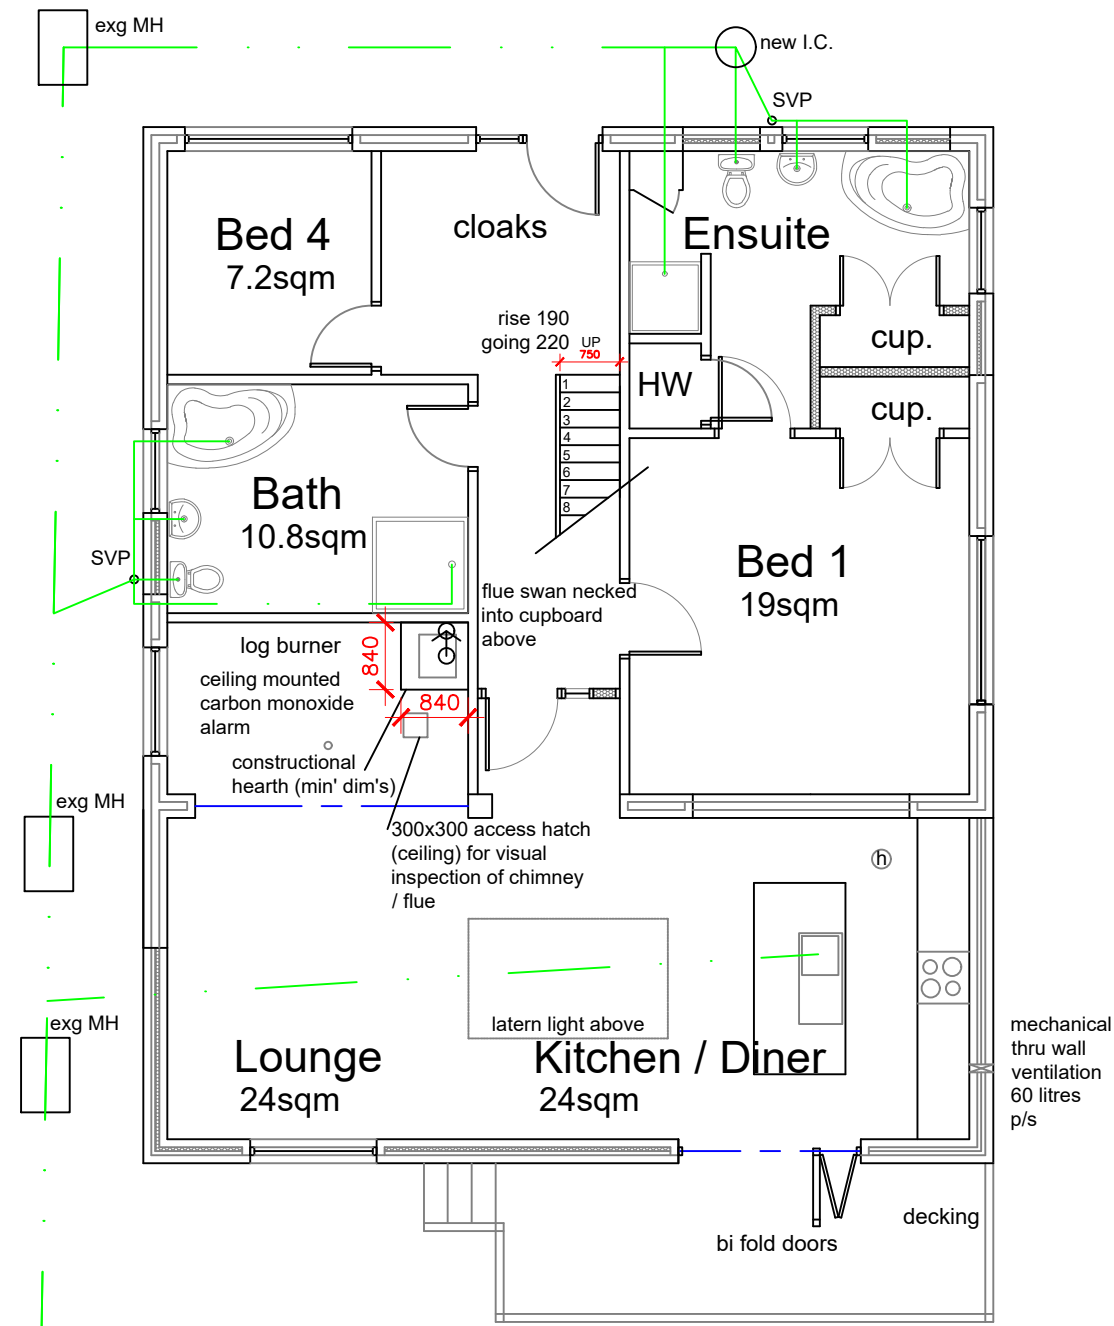 exg MH
new I.C.
SVP
Bed 4
7.2sqm
cloaks
Ensuite
rise 190
going 220
UP
750
cup.
HW
cup.
1
2
3
4
5
6
7
8
Bath
10.8sqm
SVP
Bed 1
19sqm
flue swan necked
into cupboard
above
log burner
840
ceiling mounted
carbon monoxide
alarm
840
constructional
hearth (min' dim's)
exg MH
300x300 access hatch
(ceiling) for visual
inspection of chimney
/ flue
h
latern light above
exg MH
Lounge
24sqm
Kitchen / Diner
24sqm
mechanical
thru wall
ventilation
60 litres
p/s
decking
bi fold doors